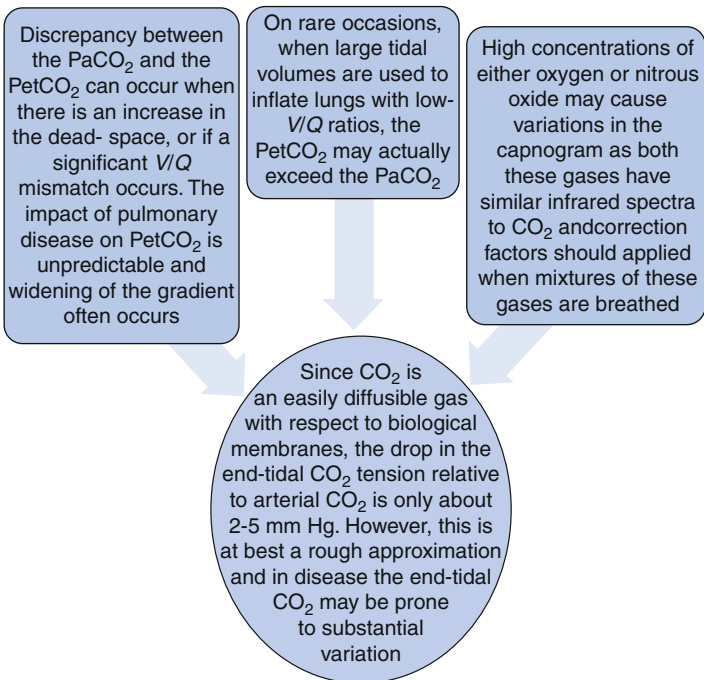 Discrepancy between
the PaCO₂ and the
PetCO₂ can occur when
there is an increase in
the dead- space, or if a
significant V/Q
mismatch occurs. The
impact of pulmonary
disease on PetCO₂ is
unpredictable and
widening of the gradient
often occurs
On rare occasions,
when large tidal
volumes are used to
inflate lungs with low-
V/Q ratios, the
PetCO₂ may actually
exceed the PaCO₂
High concentrations of
either oxygen or nitrous
oxide may cause
variations in the
capnogram as both
these gases have
similar infrared spectra
to CO₂ andcorrection
factors should applied
when mixtures of these
gases are breathed
Since CO₂ is
an easily diffusible gas
with respect to biological
membranes, the drop in the
end-tidal CO₂ tension relative
to arterial CO₂ is only about
2-5 mm Hg. However, this is
at best a rough approximation
and in disease the end-tidal
CO₂ may be prone
to substantial
variation